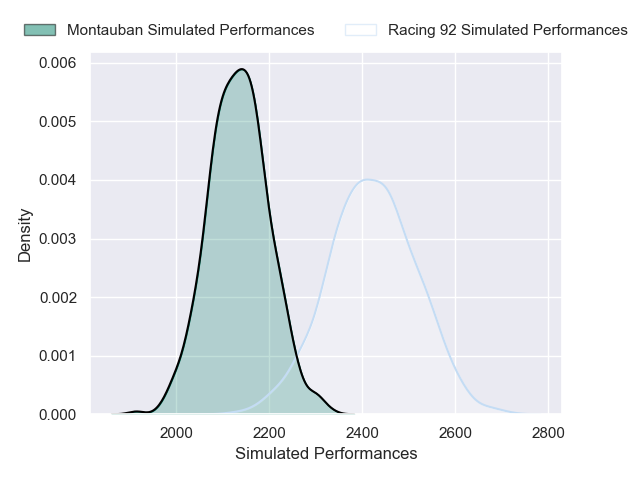 Montauban Simulated Performances Racing 92 Simulated Performances
0.006
0.005
0.004
0.003
0.002
0.001
0.000
Density
2000 2200 2400 2600 2800
Simulated Performances